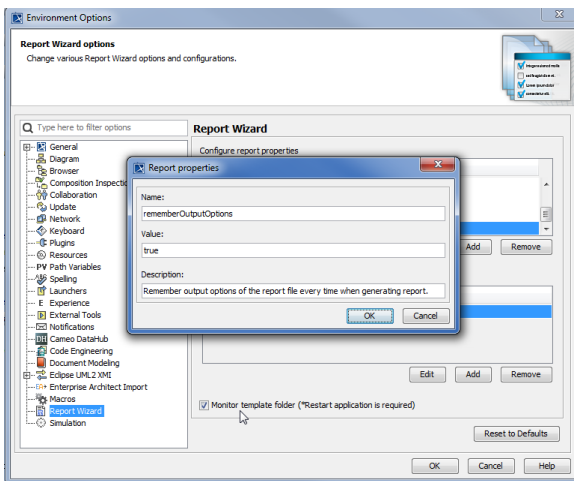 Environment Options
Report Wizard options
Change various Report Wizard options and configurations.
Type here to filter options
Report Wizard
General
Configure report properties
Diagram
Browser
Report properties
Composition Inspectio
Collaboration
Name:
Update
rememberOutputOptions
Network
Keyboard
Value:
Plugins
true
Add
Remove
Resources
PV Path Variables
Description:
Spelling
Launchers
Remember output options of the report file every time when generating report.
E Experience
External Tools
OK
Cancel
Notifications
DH Cameo DataHub
Code Engineering
Document Modeling
Eclipse UML2 XMI
Edit
Add
Remove
EA+ Enterprise Architect Import
Macros
Report Wizard
Monitor template folder (*Restart application is required)
Simulation
Reset to Defaults
OK
Cancel
Help